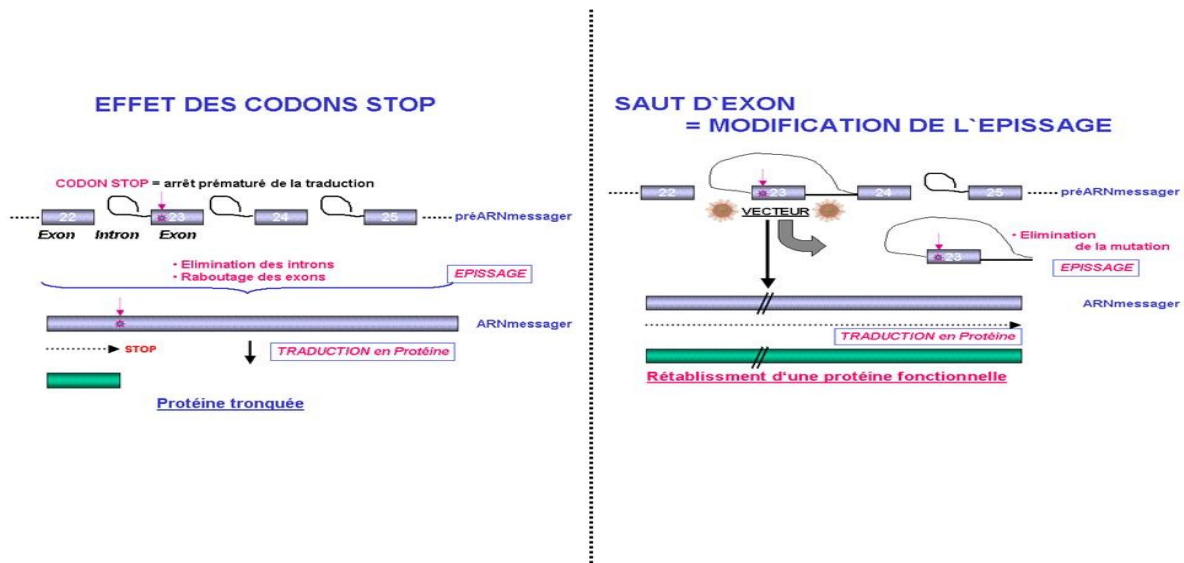 EFFET DES CODONS STOP
CODON STOP = arrêt prématuré de la traduction
22
23
24
25
préARNmessager
Exon
Intron
Exon
• Elimination des introns
• Raboutage des exons
EPISSAGE
ARNmessager
STOP
TRADUCTION en Protéine
Protéine tronquée
SAUT D`EXON
= MODIFICATION DE L`EPISSAGE
22
23
24
25
préARNmessager
VECTEUR
• Elimination
de la mutation
23
EPISSAGE
ARNmessager
TRADUCTION en Protéine
Rétablissment d'une protéine fonctionnelle